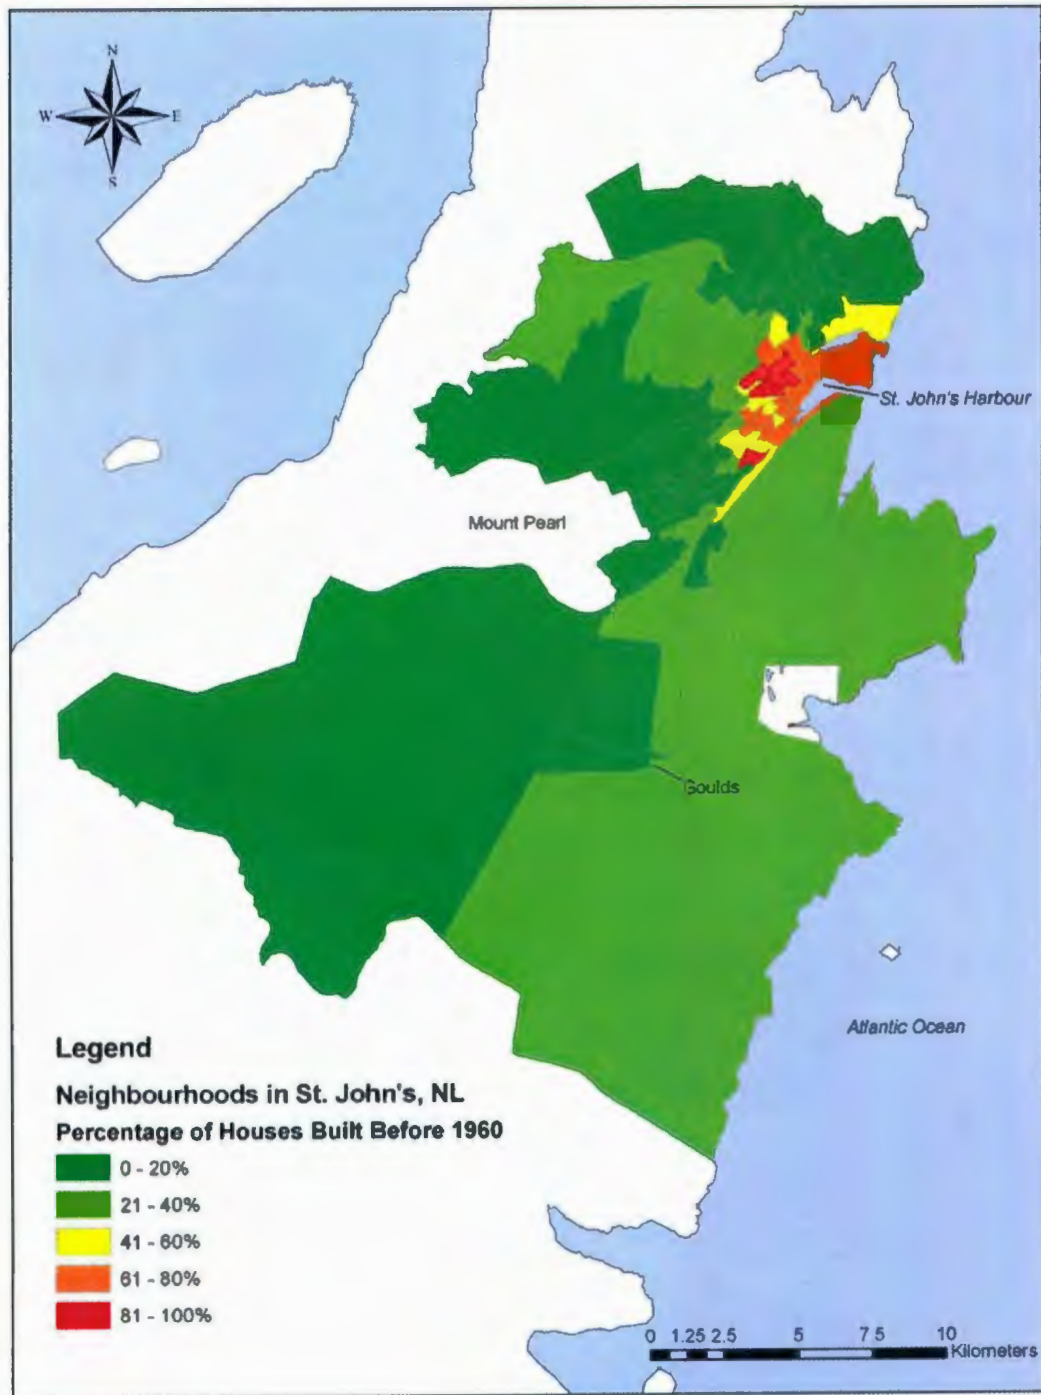 N
W E
S
St. John's Harbour
Mount Pearl
Goulds
Atlantic Ocean
Legend
Neighbourhoods in St. John's, NL
Percentage of Houses Built Before 1960
0 - 20%
21 - 40%
41 - 60%
61 - 80%
81 - 100%
0 1.25 2.5 5 7 5 10
Kilometers